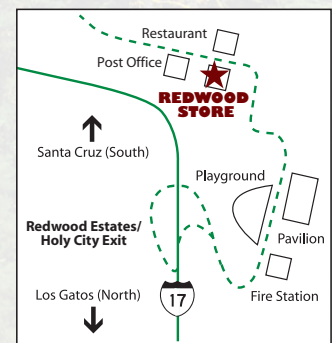 Restaurant
Post Office
REDWOOD
STORE
Santa Cruz (South)
Playground
Redwood Estates/
Holy City Exit
Pavilion
Los Gatos (North)
17
Fire Station